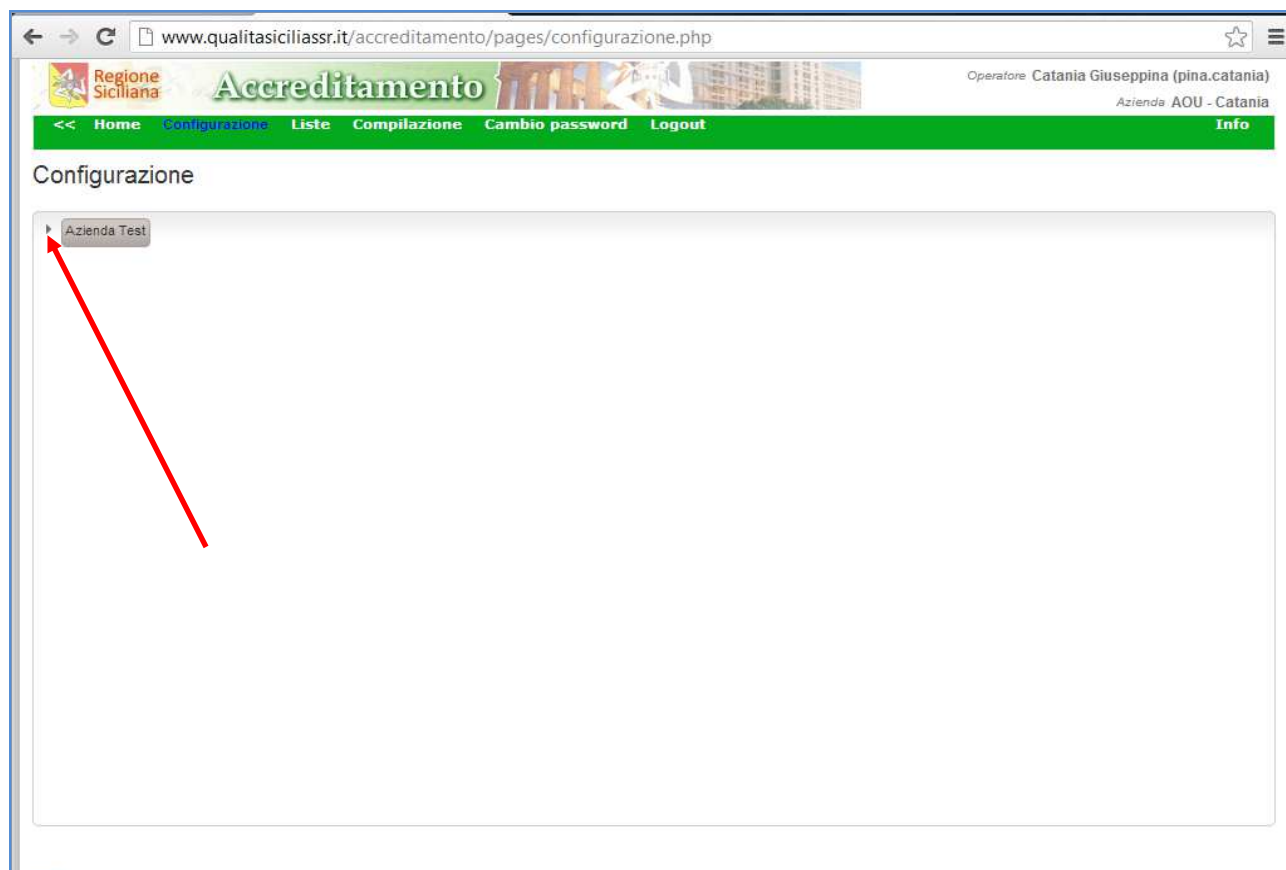 www.qualitasiciliassr.it/accreditamento/pages/configurazione.php
Regione
Siciliana
Accreditamento
Operatore Catania Giuseppina (pina.catania)
Azienda AOU - Catania
<< Home Configurazione Liste Compilazione Cambio password Logout Info
Configurazione
Azienda Test